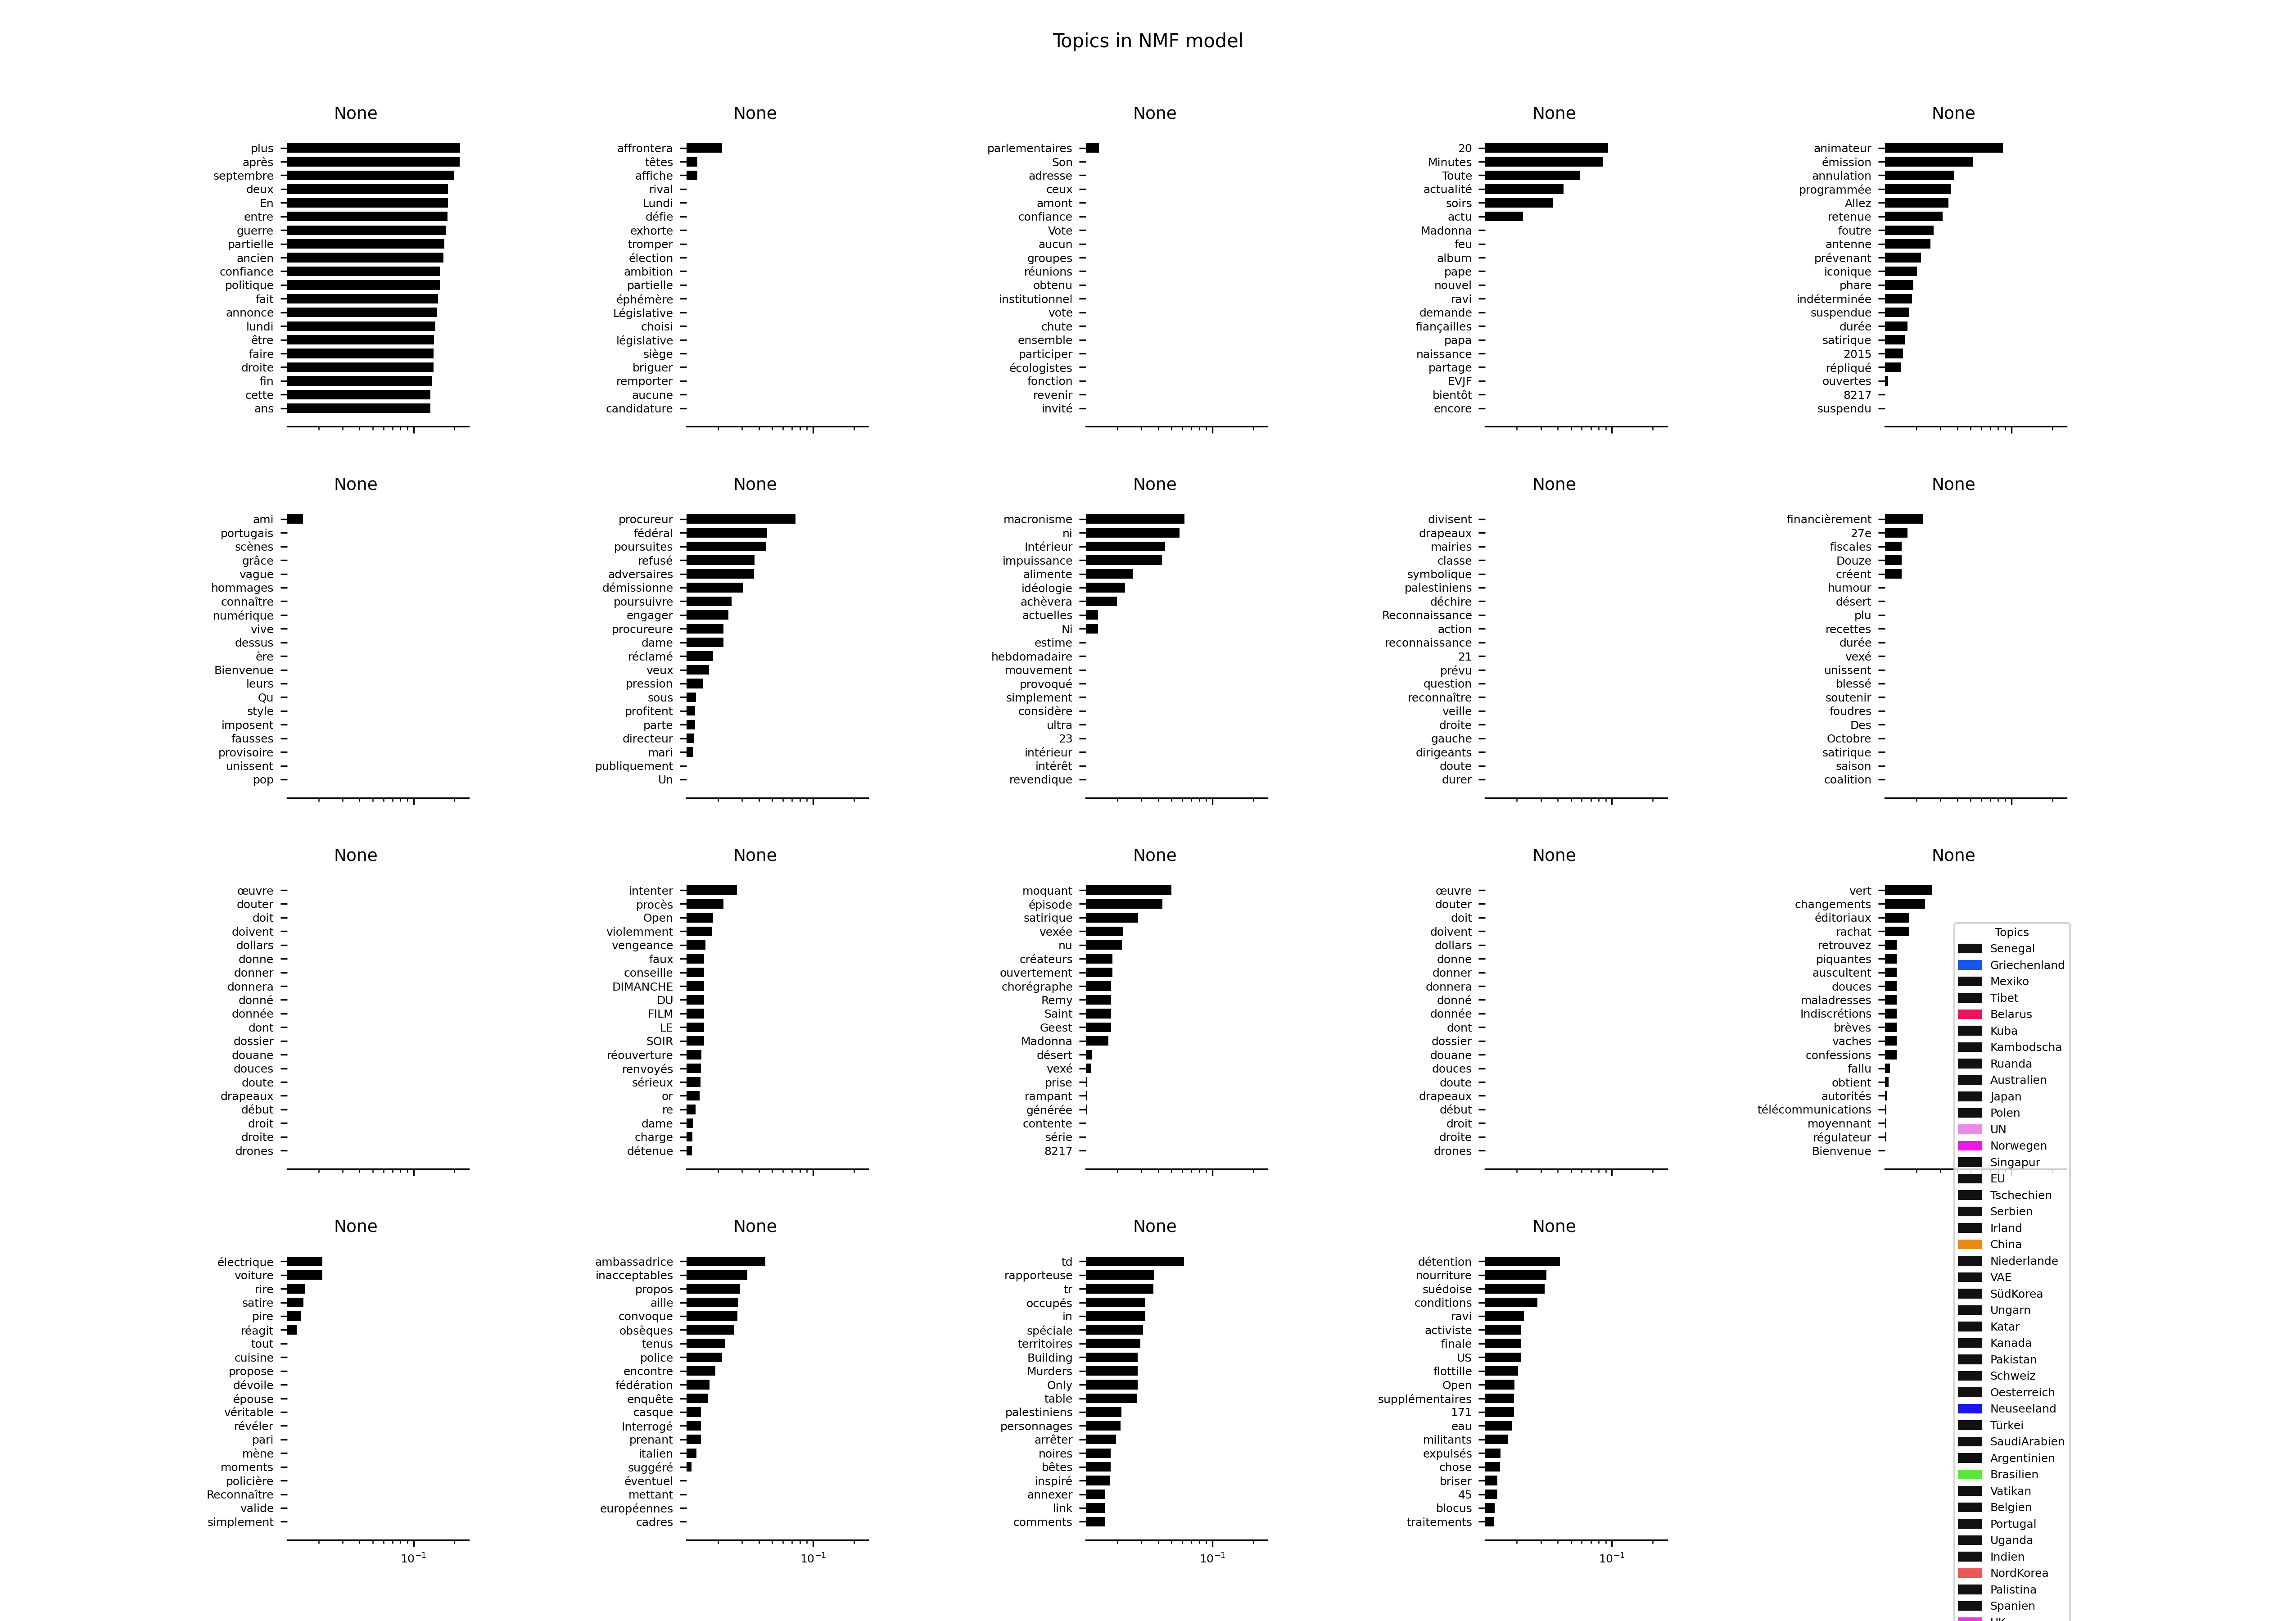 Topics in NMF model
None
plus
après
septembre
deux
En
entre
guerre
partielle
ancien
confiance
politique
fait
annonce
lundi
être
faire
droite
fin
cette
ans
None
affrontera
têtes
affiche
rival
Lundi
défie
exhorte
tromper
élection
ambition
partielle
éphémère
Législative
choisi
législative
siège
briguer
remporter
aucune
candidature
None
parlementaires
Son
adresse
ceux
amont
confiance
Vote
aucun
groupes
réunions
obtenu
institutionnel
vote
chute
ensemble
participer
écologistes
fonction
revenir
invité
None
20
Minutes
Toute
actualité
soirs
actu
Madonna
feu
album
pape
nouvel
ravi
demande
fiançailles
papa
naissance
partage
EVJF
bientôt
encore
None
animateur
émission
annulation
programmée
Allez
retenue
foutre
antenne
prévenant
iconique
phare
indéterminée
suspendue
durée
satirique
2015
répliqué
ouvertes
8217
suspendu
None
ami
portugais
scènes
grâce
vague
hommages
connaître
numérique
vive
dessus
ère
Bienvenue
leurs
Qu
style
imposent
fausses
provisoire
unissent
pop
None
procureur
fédéral
poursuites
refusé
adversaires
démissionne
poursuivre
engager
procureure
dame
réclamé
veux
pression
sous
profitent
parte
directeur
mari
publiquement
Un
None
macronisme
ni
Intérieur
impuissance
alimente
idéologie
achèvera
actuelles
Ni
estime
hebdomadaire
mouvement
provoqué
simplement
considère
ultra
23
intérieur
intérêt
revendique
None
divisent
drapeaux
mairies
classe
symbolique
palestiniens
déchire
Reconnaissance
action
reconnaissance
21
prévu
question
reconnaître
veille
droite
gauche
dirigeants
doute
durer
None
financièrement
27e
fiscales
Douze
créent
humour
désert
plu
recettes
durée
vexé
unissent
blessé
soutenir
foudres
Des
Octobre
satirique
saison
coalition
None
œuvre
douter
doit
doivent
dollars
donne
donner
donnera
donné
donnée
dont
dossier
douane
douces
doute
drapeaux
début
droit
droite
drones
None
intenter
procès
Open
violemment
vengeance
faux
conseille
DIMANCHE
DU
FILM
LE
SOIR
réouverture
renvoyés
sérieux
or
re
dame
charge
détenue
None
moquant
épisode
satirique
vexée
nu
créateurs
ouvertement
chorégraphe
Remy
Saint
Geest
Madonna
désert
vexé
prise
rampant
générée
contente
série
8217
None
œuvre
douter
doit
doivent
dollars
donne
donner
donnera
donné
donnée
dont
dossier
douane
douces
doute
drapeaux
début
droit
droite
drones
None
vert
changements
éditoriaux
rachat
retrouvez
piquantes
auscultent
douces
maladresses
Indiscrétions
brèves
vaches
confessions
fallu
obtient
autorités
télécommunications
moyennant
régulateur
Bienvenue
None
électrique
voiture
rire
satire
pire
réagit
tout
cuisine
propose
dévoile
épouse
véritable
révéler
pari
mène
moments
policière
Reconnaître
valide
simplement
10⁻¹
None
ambassadrice
inacceptables
propos
aille
convoque
obsèques
tenus
police
encontre
fédération
enquête
casque
Interrogé
prenant
italien
suggéré
éventuel
mettant
européennes
cadres
10⁻¹
None
td
rapporteuse
tr
occupés
in
spéciale
territoires
Building
Murders
Only
table
palestiniens
personnages
arrêter
noires
bêtes
inspiré
annexer
link
comments
10⁻¹
None
détention
nourriture
suédoise
conditions
ravi
activiste
finale
US
flottille
Open
supplémentaires
171
eau
militants
expulsés
chose
briser
45
blocus
traitements
10⁻¹
Topics
Senegal
Griechenland
Mexiko
Tibet
Belarus
Kuba
Kambodscha
Ruanda
Australien
Japan
Polen
UN
Norwegen
Singapur
EU
Tschechien
Serbien
Irland
China
Niederlande
VAE
SüdKorea
Ungarn
Katar
Kanada
Pakistan
Schweiz
Oesterreich
Neuseeland
Türkei
SaudiArabien
Argentinien
Brasilien
Vatikan
Belgien
Portugal
Uganda
Indien
NordKorea
Palistina
Spanien